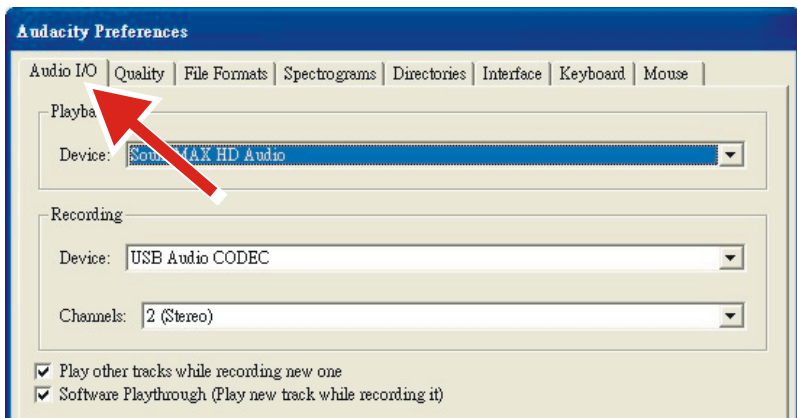 Audacity Preferences
Audio I/O Quality File Formats Spectrograms Directories Interface Keyboard Mouse
Device: MAX HD Audio
Recording
Device: USB Audio CODEC
Channels: 2 (Stereo)
Play other tracks while recording new one
Software Playthrough (Play new track while recording it)